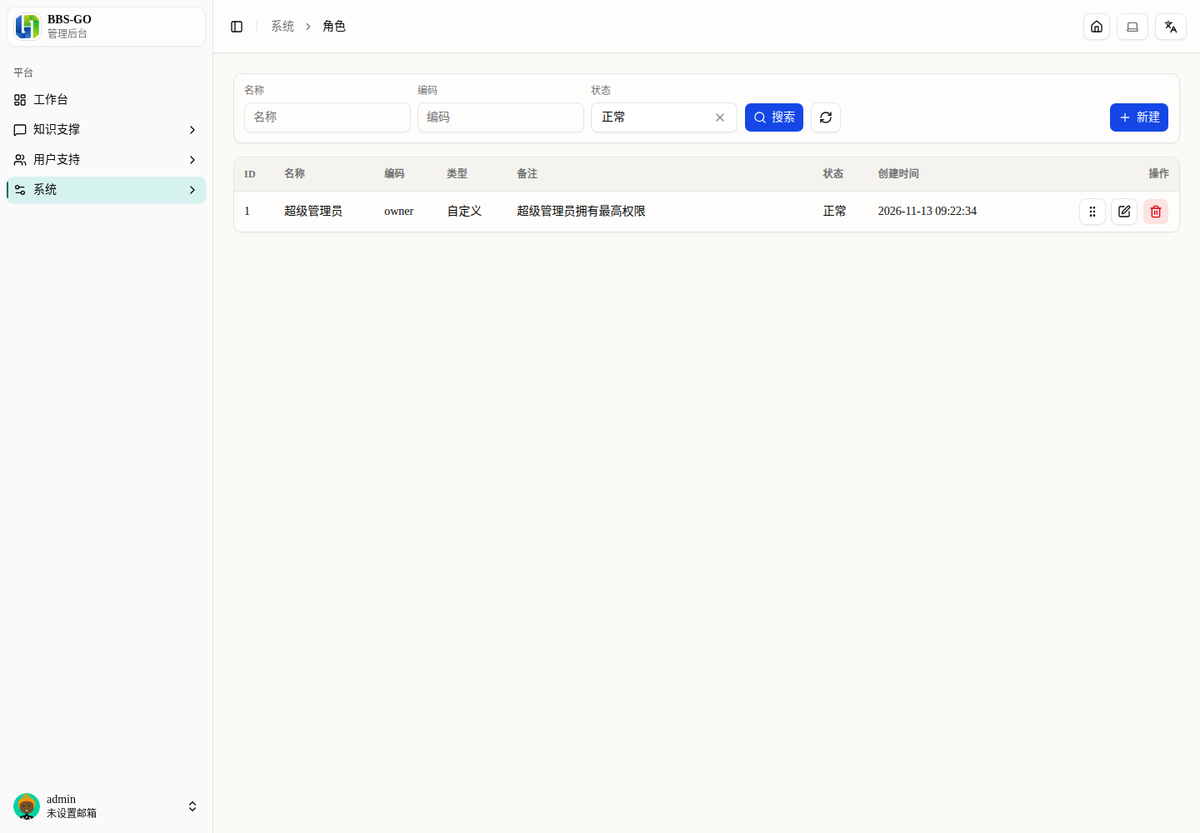 BBS-GO
管理后台
平台
工作台
知识支撑
用户支持
系统
admin
未设置邮箱
系统 角色
名称 编码 状态
名称 编码 正常 搜索 新建
ID 名称 编码 类型 备注 状态 创建时间 操作
1 超级管理员 owner 自定义 超级管理员拥有最高权限 正常 2026-11-13 09:22:34